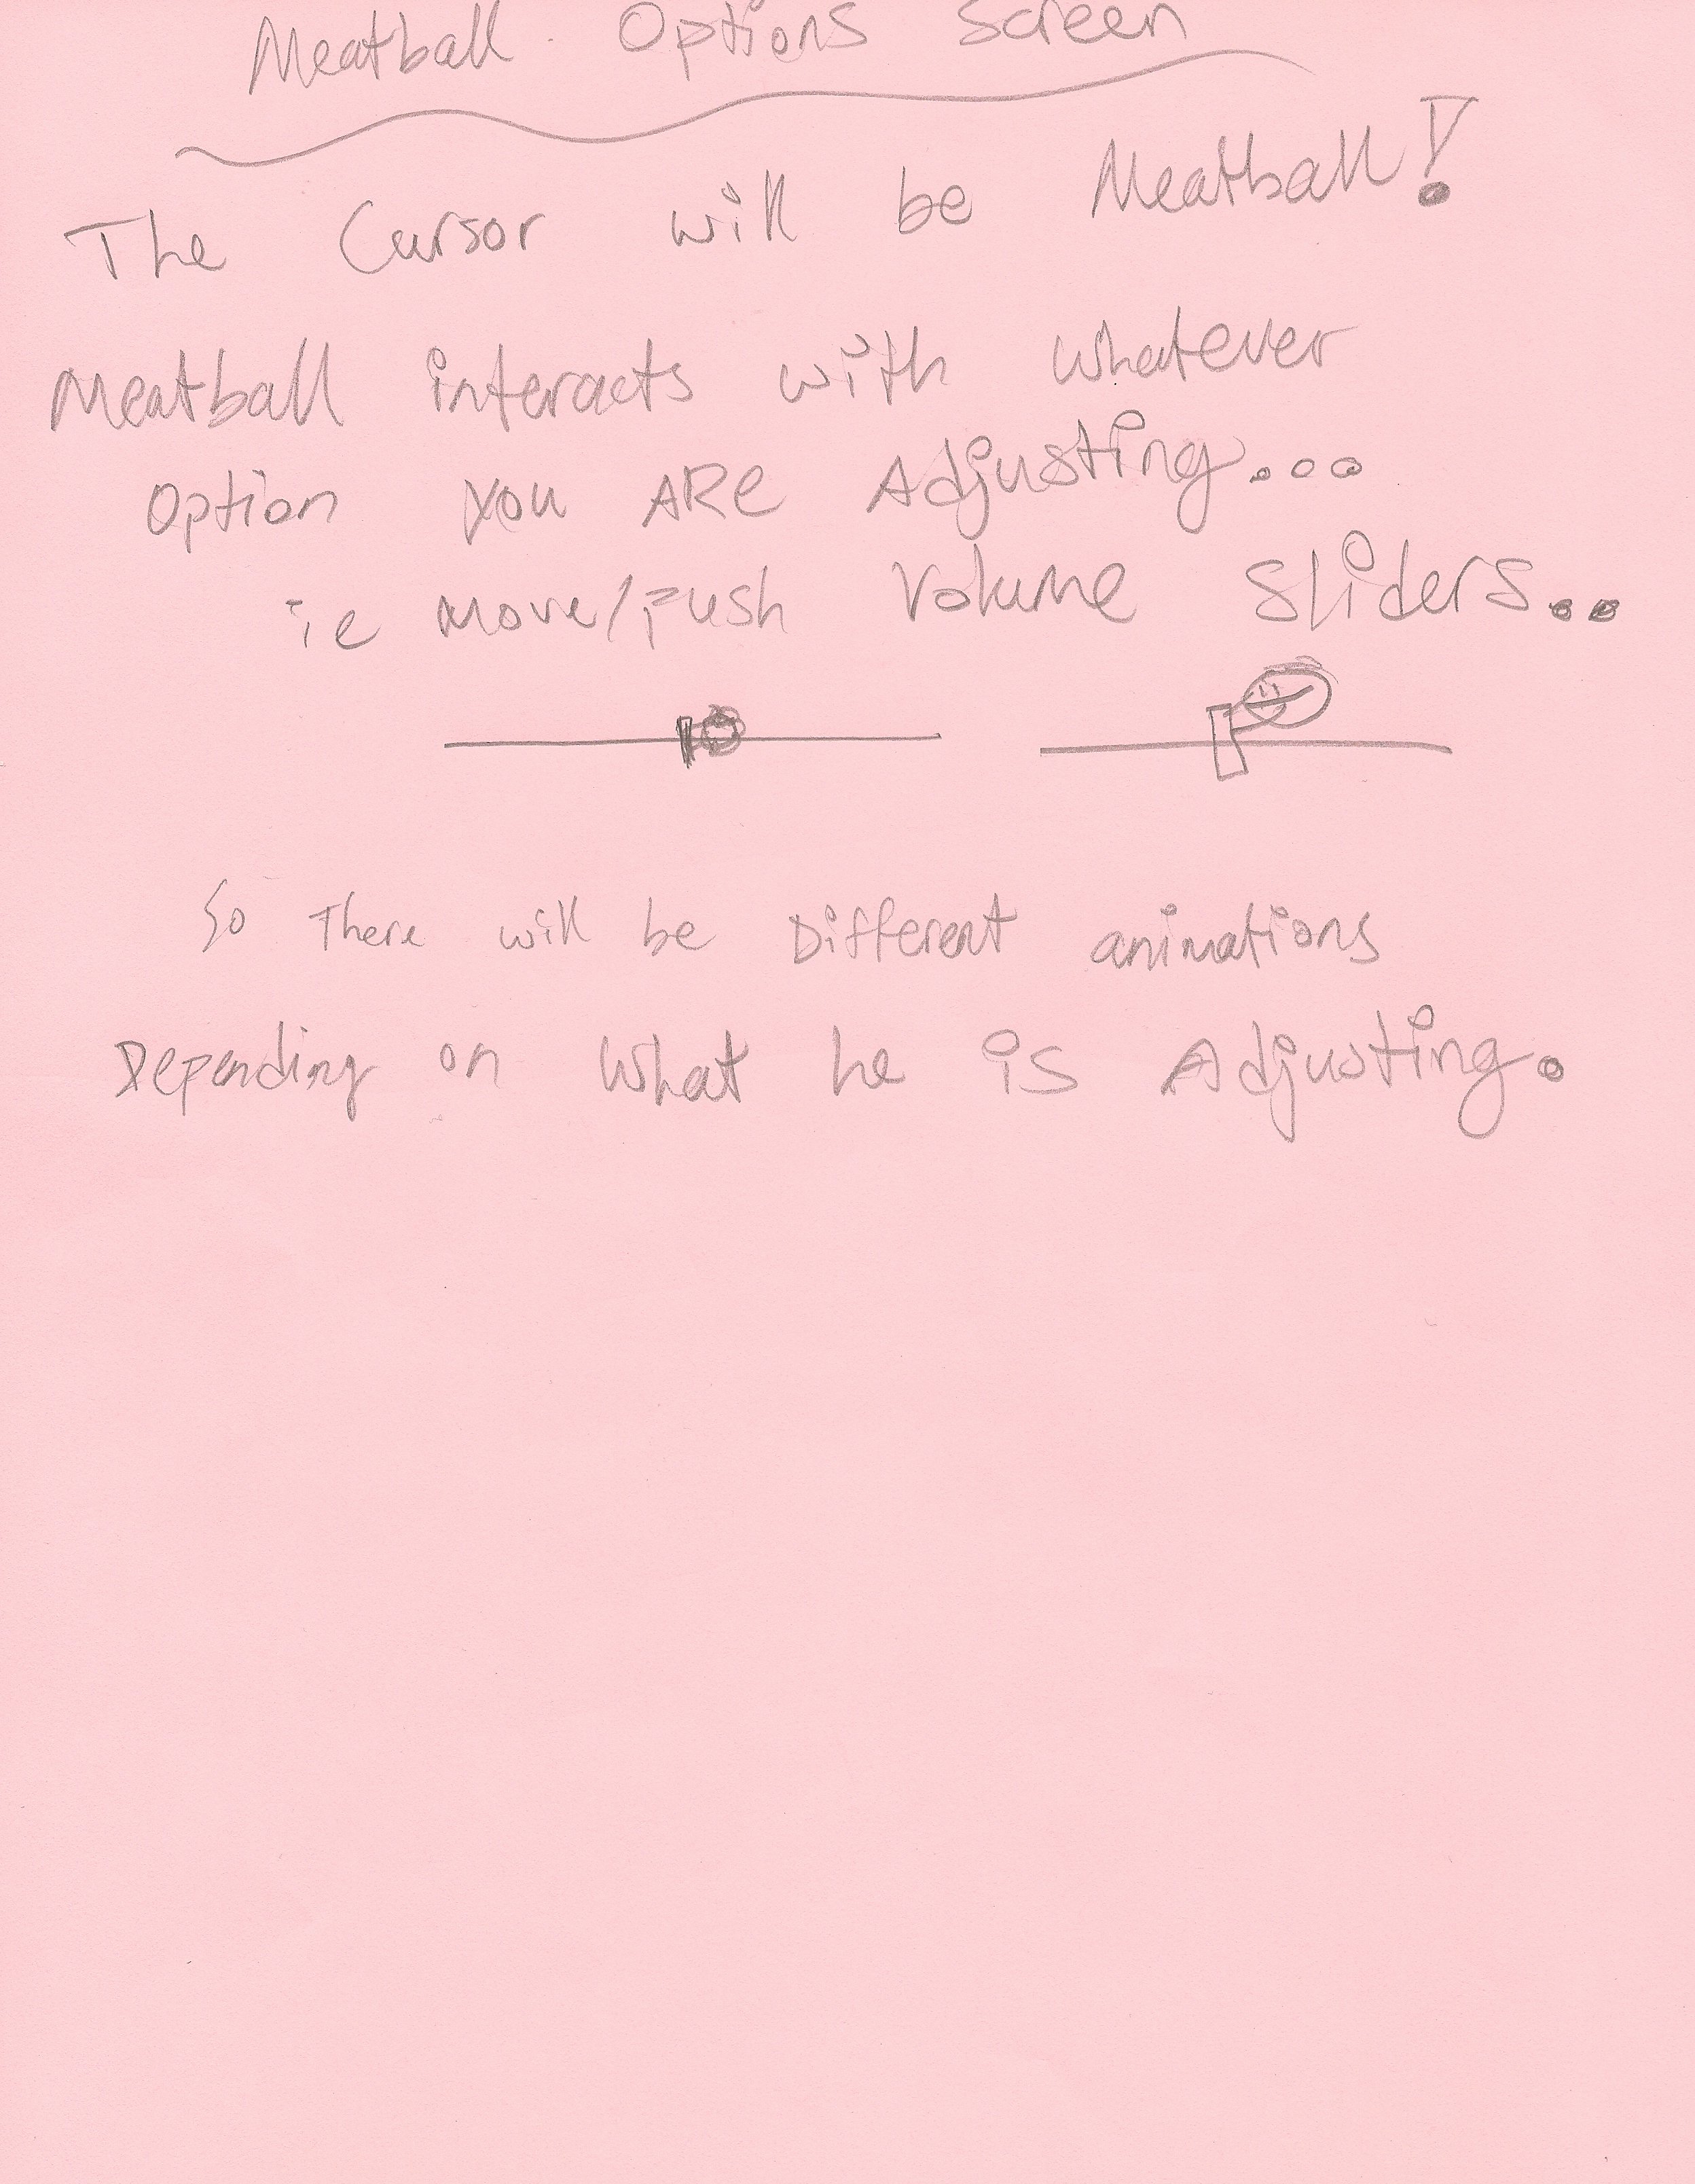 Meatball Options Screen
The Cursor will be Meatball!
Meatball interacts with whatever
Option you ARe Adjusting...
ie move/push Volume Sliders..
So There will be Different animations
Depending on What he is Adjusting.